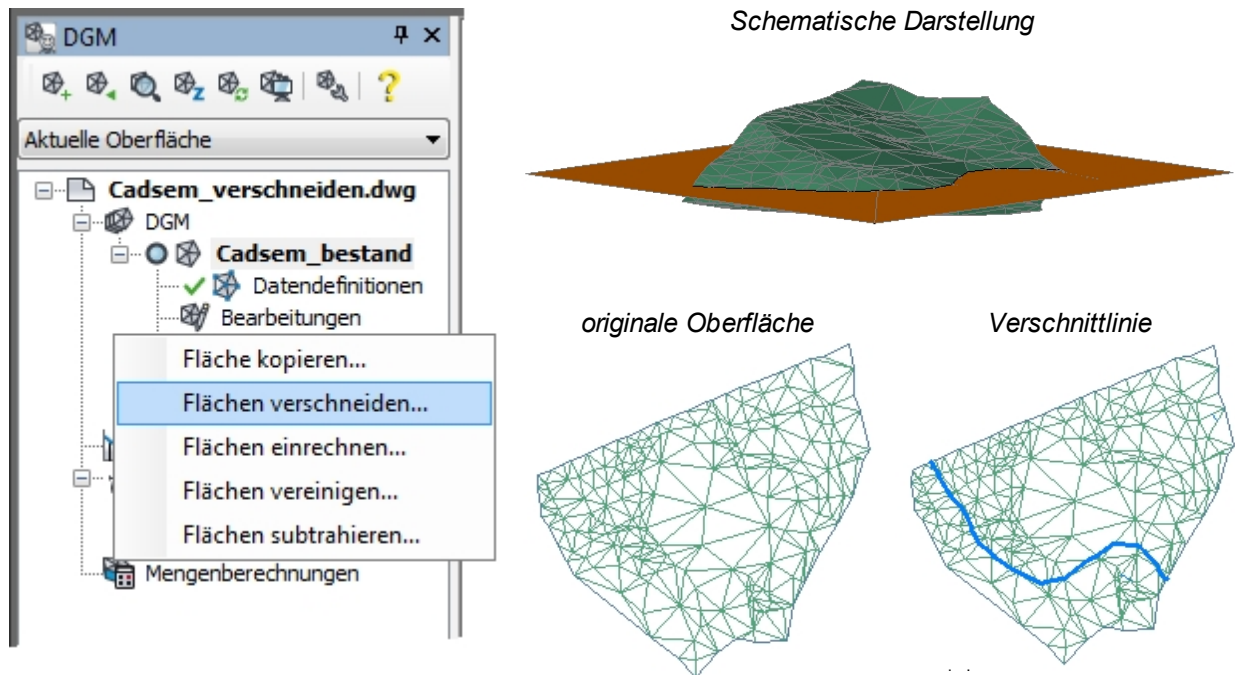 DGM
Aktuelle Oberfläche
Cadsem_verschneiden.dwg
DGM
Cadsem_bestand
Datendefinitionen
Bearbeitungen
Fläche kopieren...
Flächen verschneiden...
Flächen einrechnen...
Flächen vereinigen...
Flächen subtrahieren...
Mengenberechnungen
Schematische Darstellung
originale Oberfläche
Verschnittlinie